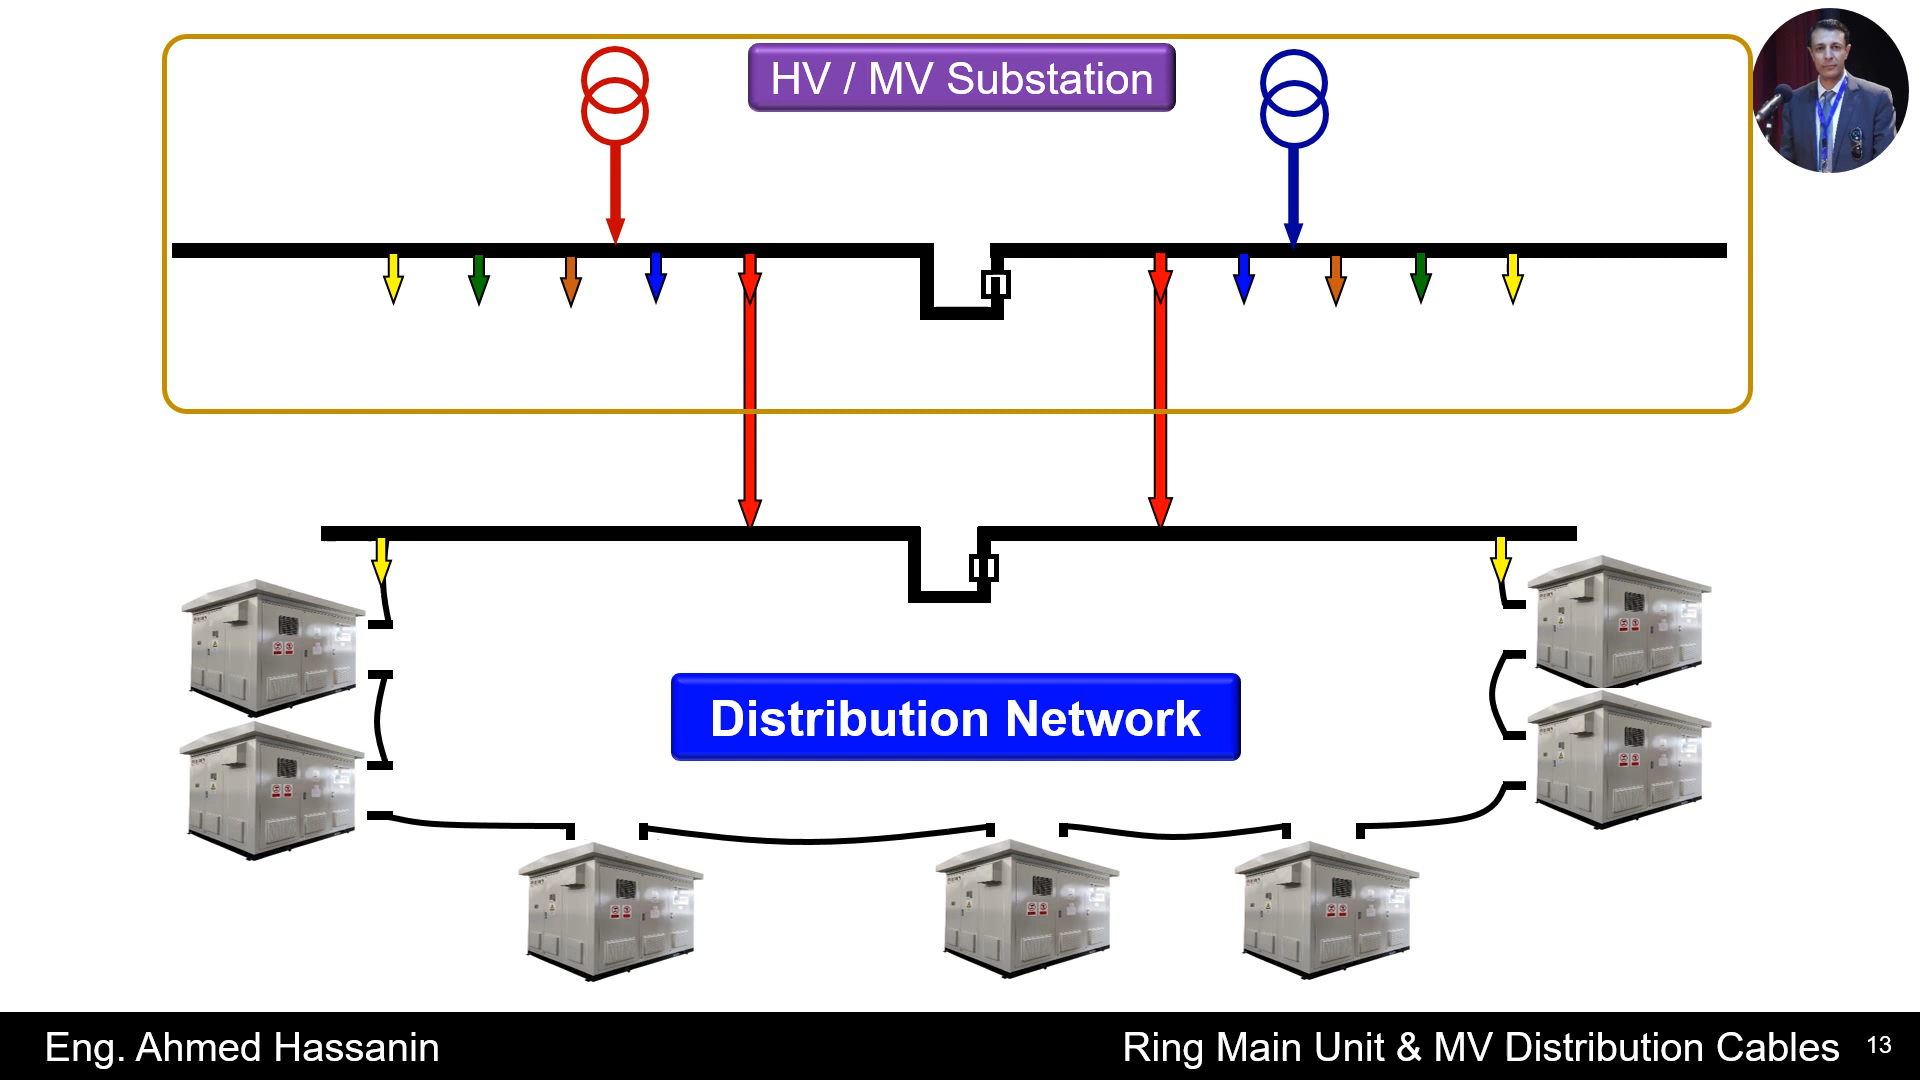 HV / MV Substation
Distribution Network
Eng. Ahmed Hassanin
Ring Main Unit & MV Distribution Cables
13